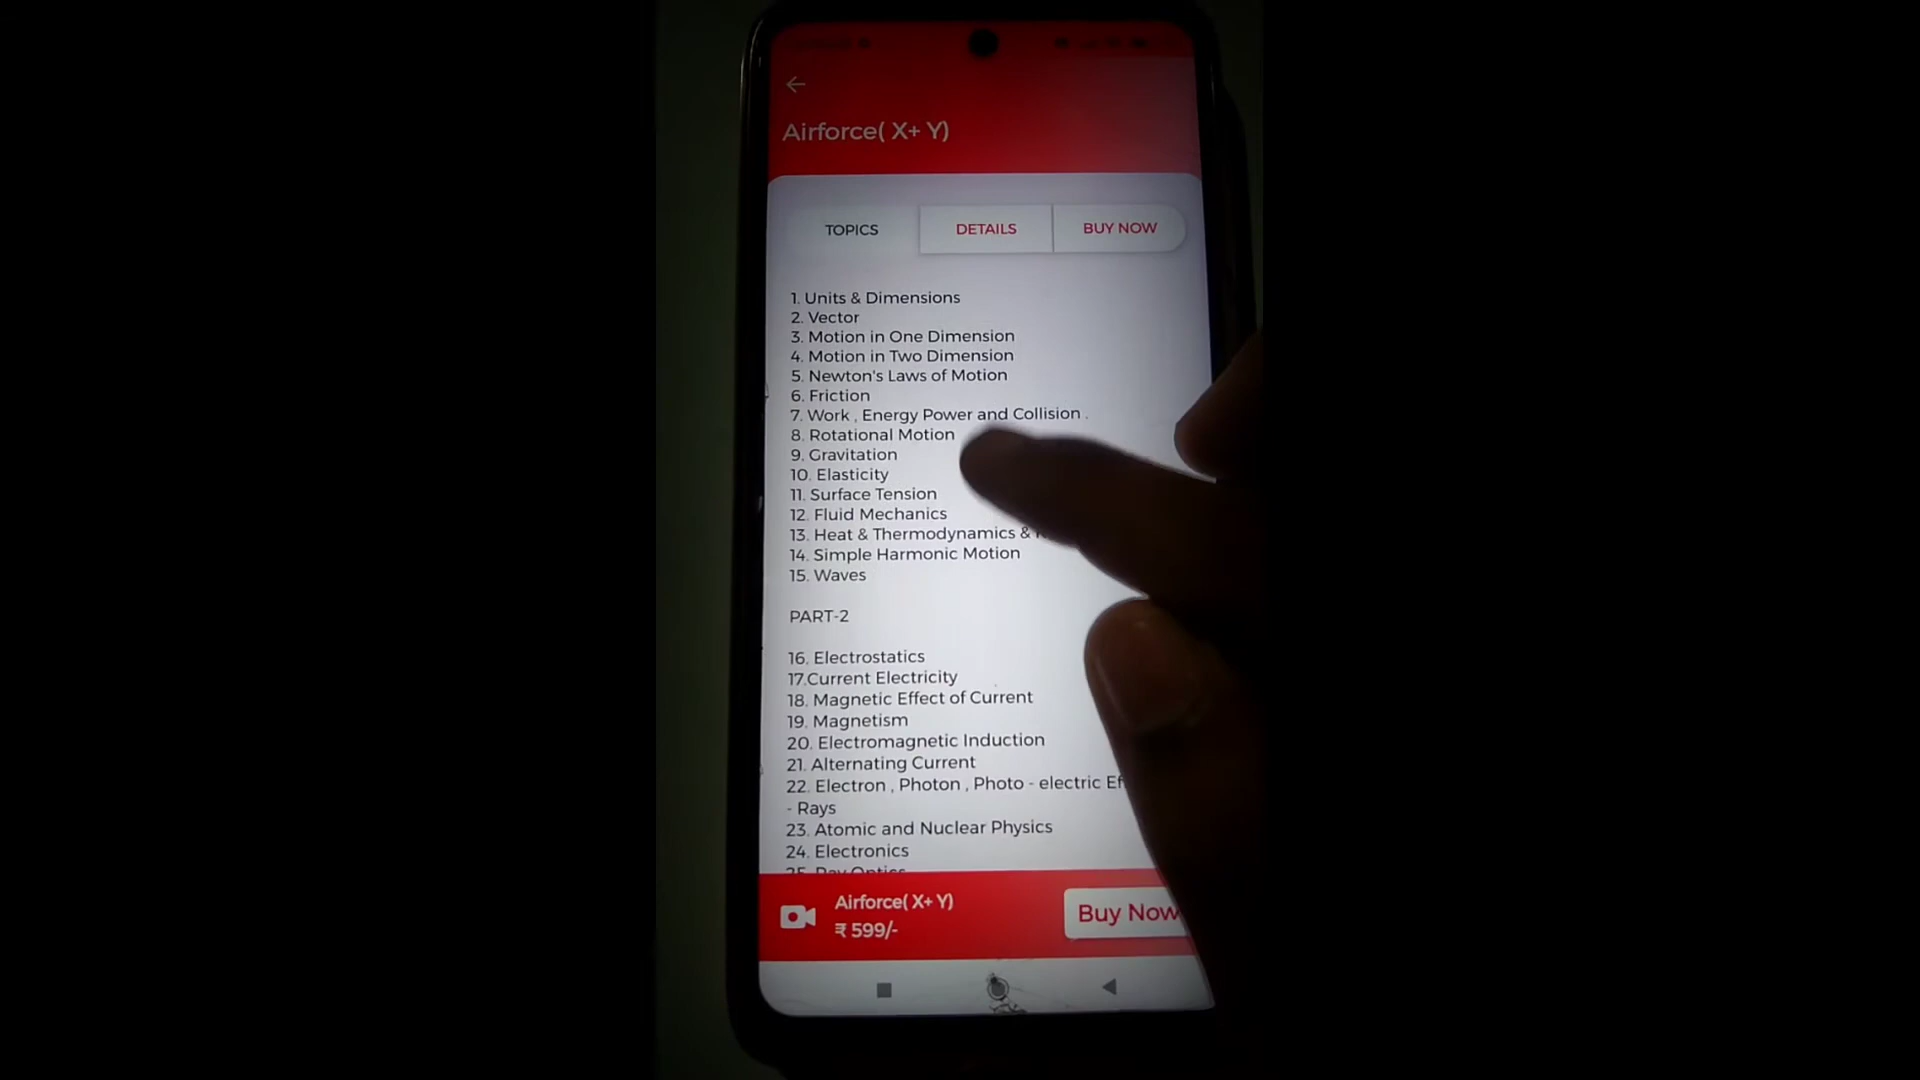 Airforce( X+ Y)
TOPICS
DETAILS
BUY NOW
1. Units & Dimensions
2. Vector
3. Motion in One Dimension
4. Motion in Two Dimension
5. Newton's Laws of Motion
6. Friction
7. Work , Energy Power and Collision .
8. Rotational Motion
9. Gravitation
10. Elasticity
11. Surface Tension
12. Fluid Mechanics
13. Heat & Thermodynamics &
14. Simple Harmonic Motion
15. Waves
PART-2
16. Electrostatics
17.Current Electricity
18. Magnetic Effect of Current
19. Magnetism
20. Electromagnetic Induction
21. Alternating Current
22. Electron , Photon , Photo - electric
- Rays
23. Atomic and Nuclear Physics
24. Electronics
25. Ray Optics
Airforce( X+ Y)
₹ 599/-
Buy Now